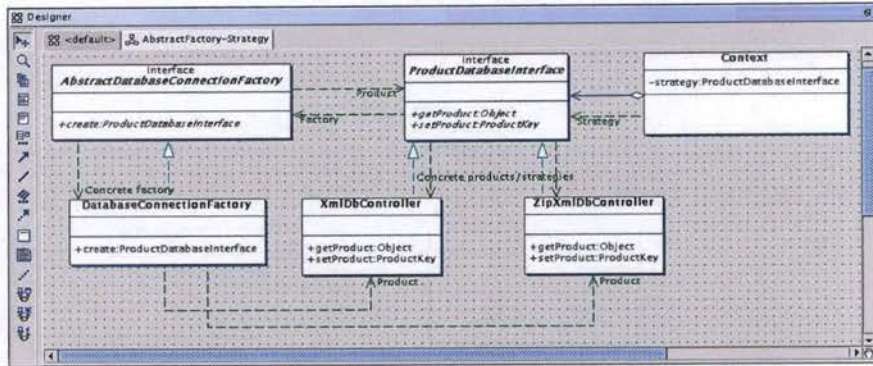 Designer
<default>
AbstractFactory-Strategy
Interface
AbstractDatabaseConnectionFactory
+create:ProductDatabaseInterface
Interface
ProductDatabaseInterface
+getProduct:Object
+setProduct:ProductKey
Context
-strategy:ProductDatabaseInterface
Product
Factory
Strategy
Concrete factory
Concrete products/strategies
DatabaseConnectionFactory
+create:ProductDatabaseInterface
XmlDbController
+getProduct:Object
+setProduct:ProductKey
ZipXmlDbController
+getProduct:Object
+setProduct:ProductKey
Product
Product